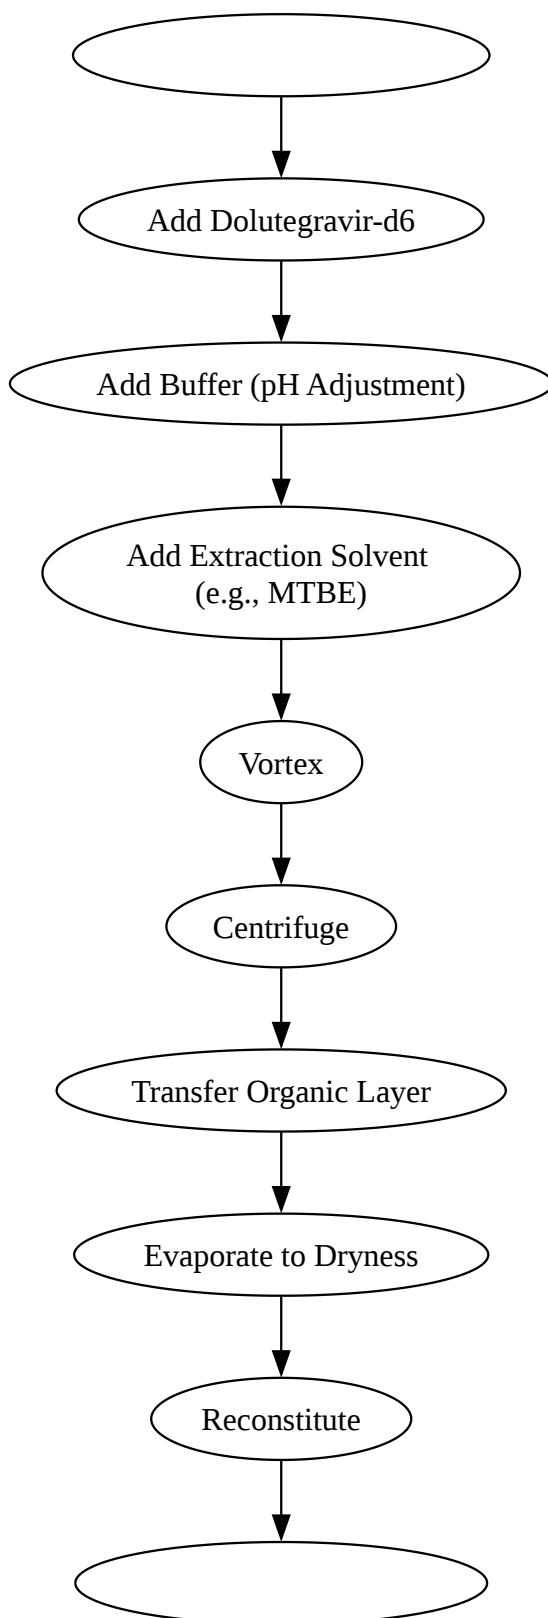 Add Dolutegravir-d6
Add Buffer (pH Adjustment)
Add Extraction Solvent
(e.g., MTBE)
Vortex
Centrifuge
Transfer Organic Layer
Evaporate to Dryness
Reconstitute